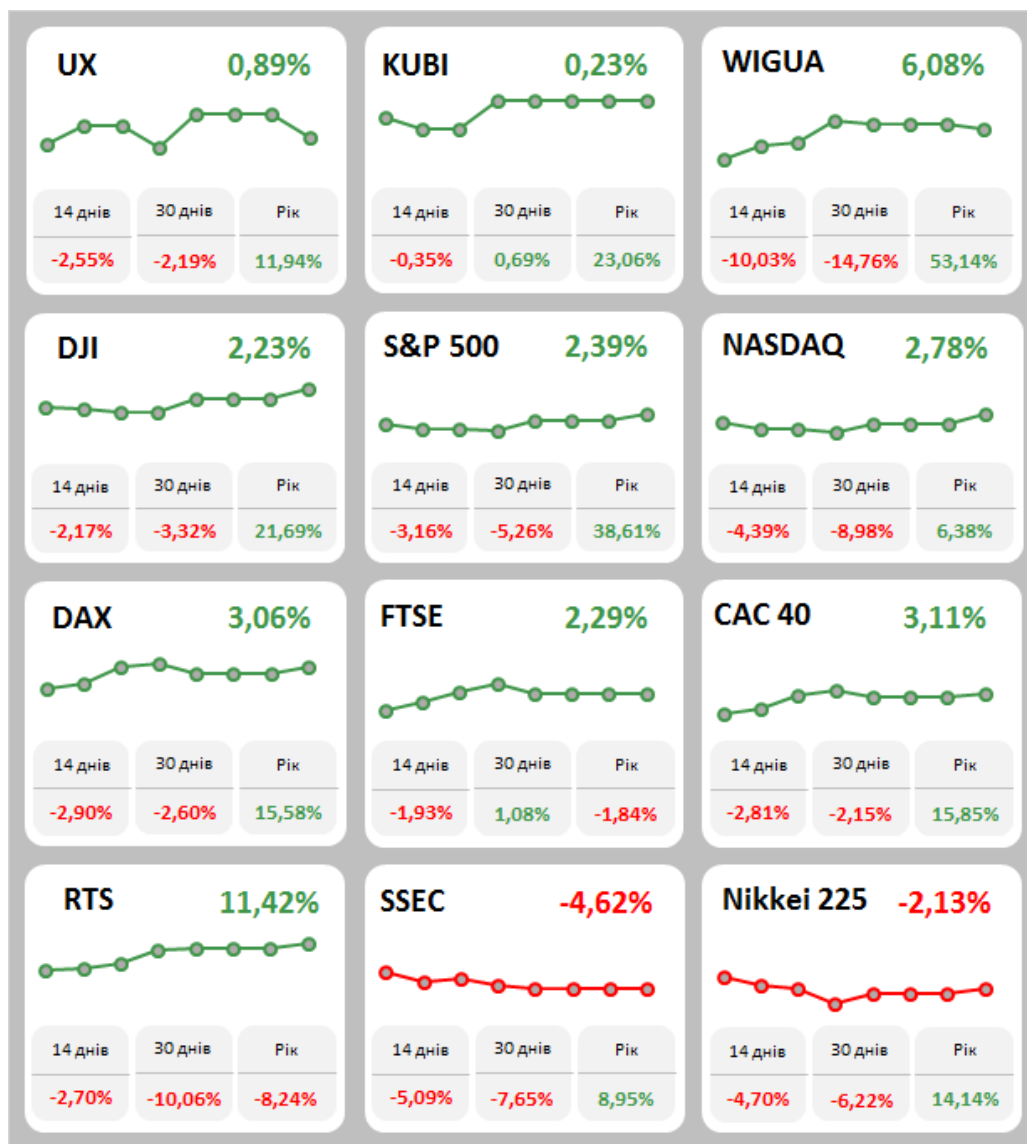 UX 0,89%
14 днів 30 днів Рік
-2,55% -2,19% 11,94%
KUBI 0,23%
14 днів 30 днів Рік
-0,35% 0,69% 23,06%
WIGUA 6,08%
14 днів 30 днів Рік
-10,03% -14,76% 53,14%
DJI 2,23%
14 днів 30 днів Рік
-2,17% -3,32% 21,69%
S&P 500 2,39%
14 днів 30 днів Рік
-3,16% -5,26% 38,61%
NASDAQ 2,78%
14 днів 30 днів Рік
-4,39% -8,98% 6,38%
DAX 3,06%
14 днів 30 днів Рік
-2,90% -2,60% 15,58%
FTSE 2,29%
14 днів 30 днів Рік
-1,93% 1,08% -1,84%
CAC 40 3,11%
14 днів 30 днів Рік
-2,81% -2,15% 15,85%
RTS 11,42%
14 днів 30 днів Рік
-2,70% -10,06% -8,24%
SSEC -4,62%
14 днів 30 днів Рік
-5,09% -7,65% 8,95%
Nikkei 225 -2,13%
14 днів 30 днів Рік
-4,70% -6,22% 14,14%